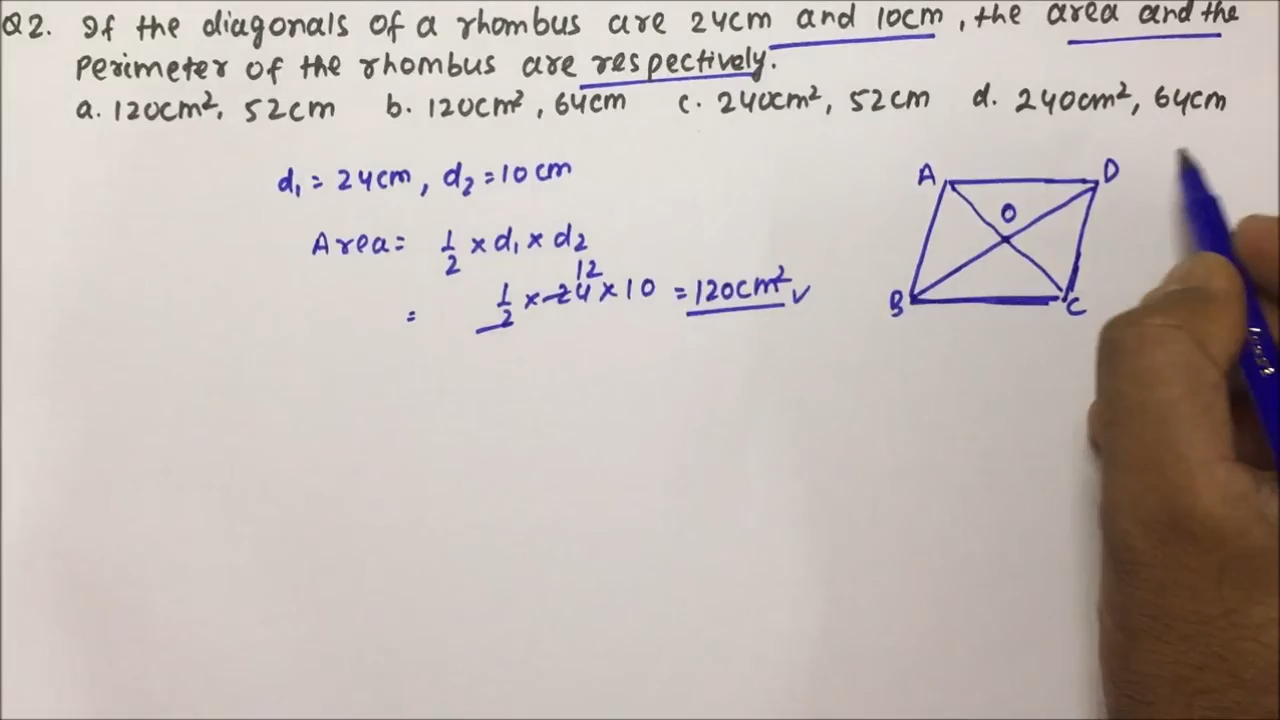 Q2. If the diagonals of a rhombus are 24cm and 10cm, the area and the
perimeter of the rhombus are respectively.
a. 120cm², 52cm b. 120cm², 64cm c. 240cm², 52cm d. 240cm², 64cm
d₁ = 24cm, d₂ = 10cm
Area = 1/2 × d₁ × d₂
12
= 1/2 × 24 × 10 = 120cm² ✓
A D
O
B C